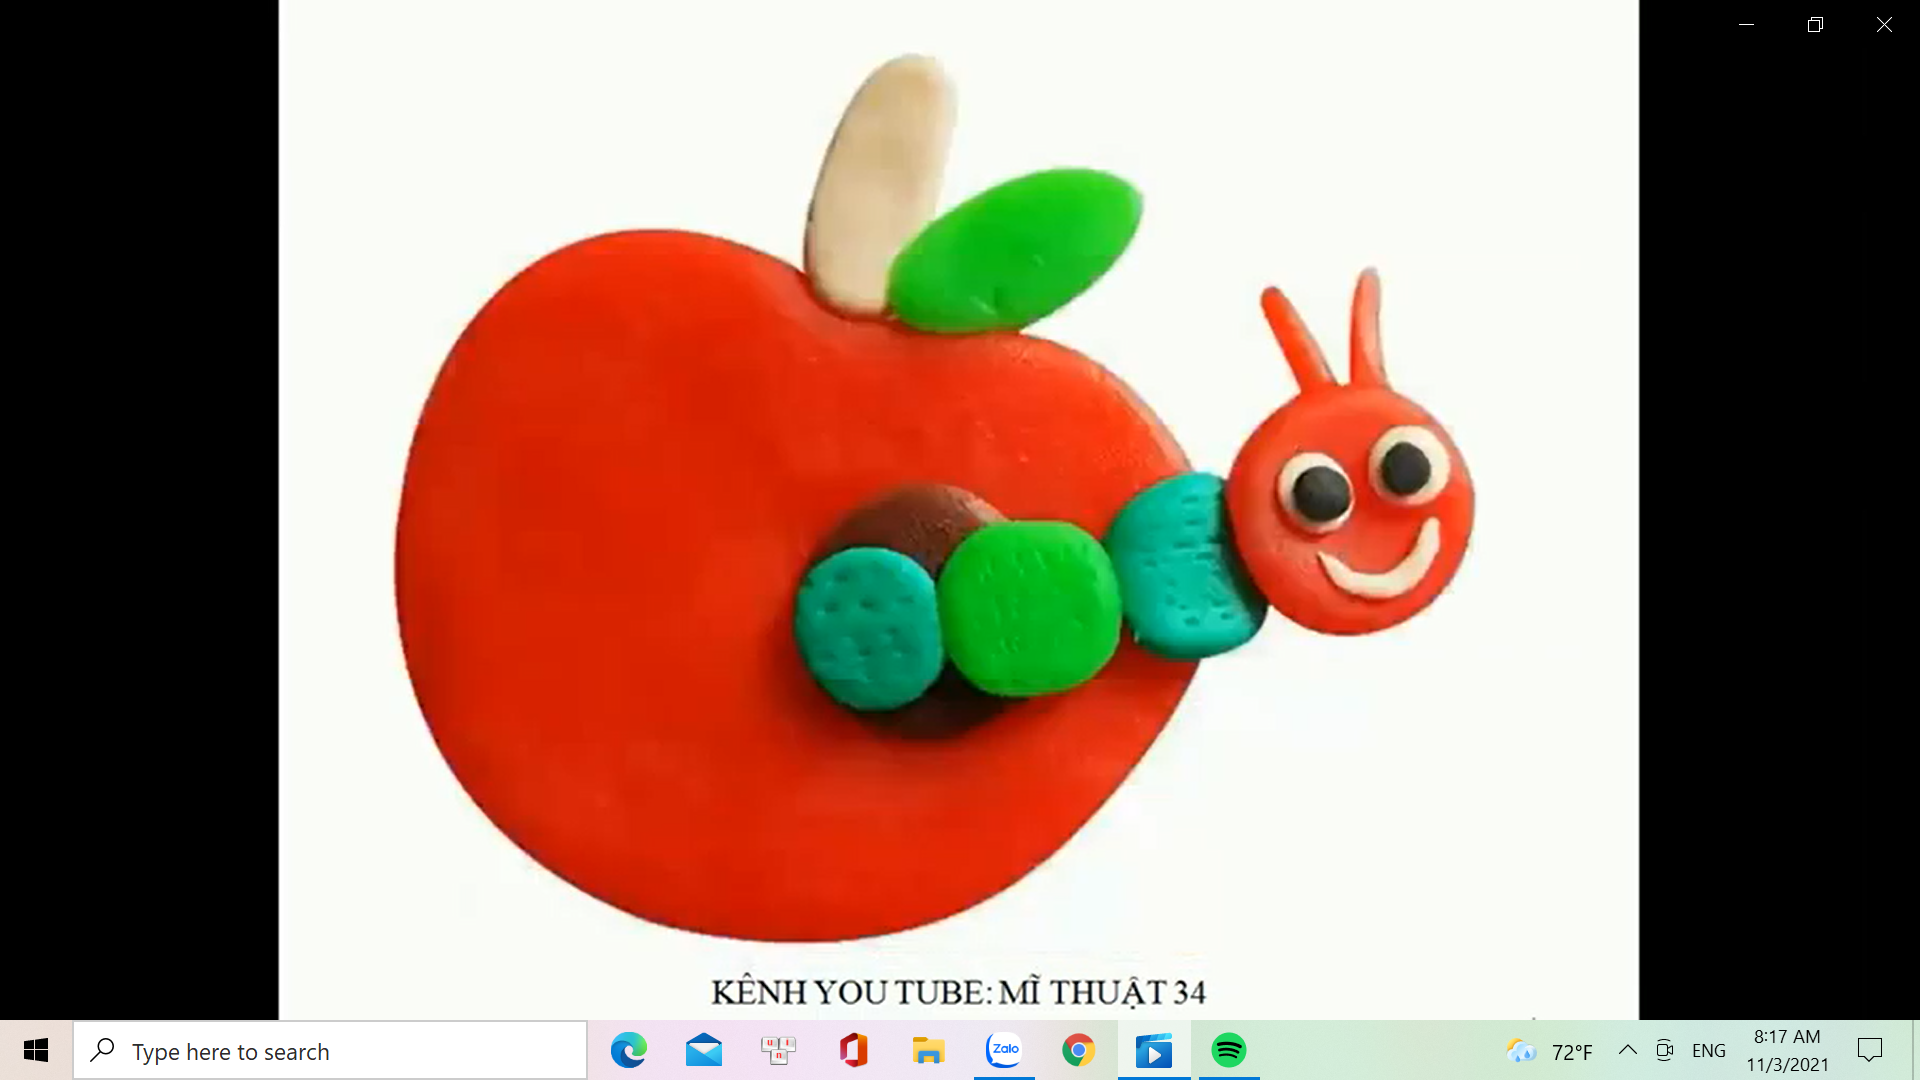 KÊNH YOU TUBE: MĨ THUẬT 34
Type here to search
u i n
Zalo
72°F
ENG
8:17 AM
11/3/2021